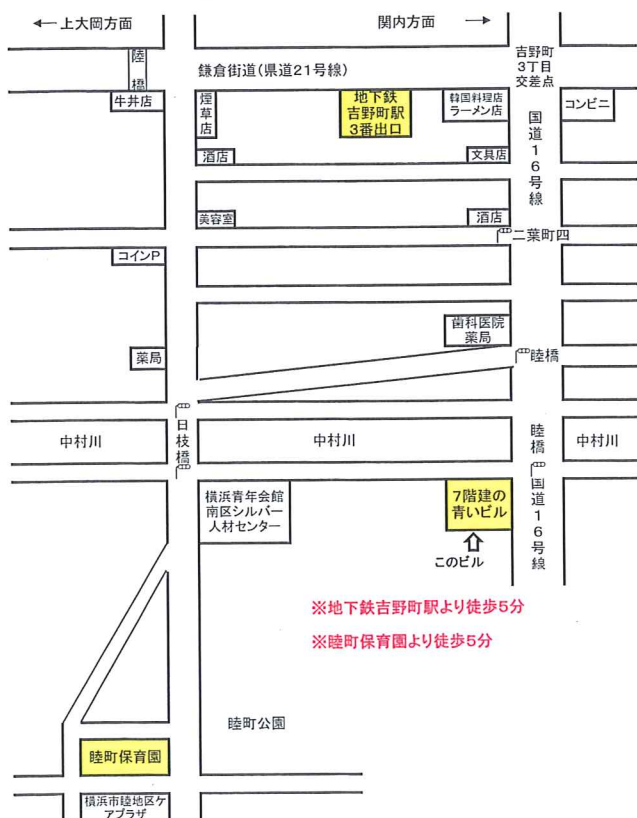 ← 上大岡方面
関内方面 →
陸橋
鎌倉街道(県道21号線)
吉野町
3丁目
交差点
牛丼店
煙草店
地下鉄
吉野町駅
3番出口
韓国料理店
ラーメン店
国道16号線
コンビニ
酒店
文具店
美容室
酒店
二葉町四
コインP
歯科医院
薬局
薬局
睦橋
日枝橋
中村川
中村川
睦橋
中村川
横浜青年会館
南区シルバー
人材センター
7階建の
青いビル
国道16号線
このビル
※地下鉄吉野町駅より徒歩5分
※睦町保育園より徒歩5分
睦町公園
睦町保育園
横浜市睦地区ケ
アプラザ